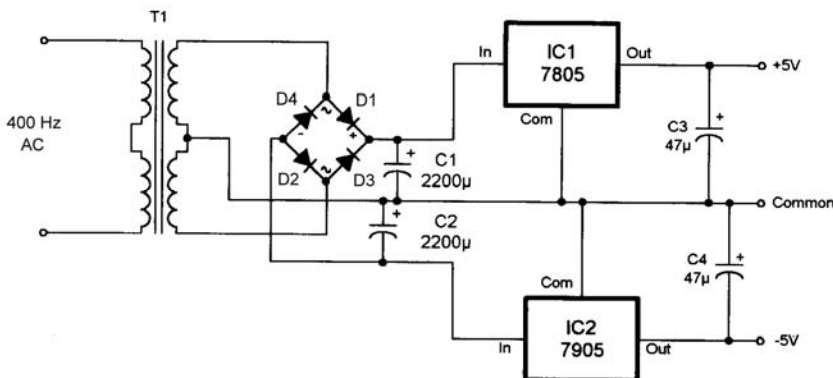 T1
400 Hz
AC
D4
D1
~
-
+
D2
D3
~
+
C1
2200µ
+
C2
2200µ
In
IC1
7805
Out
Com
+5V
C3
47µ
+
Common
Com
C4
47µ
+
In
IC2
7905
Out
-5V